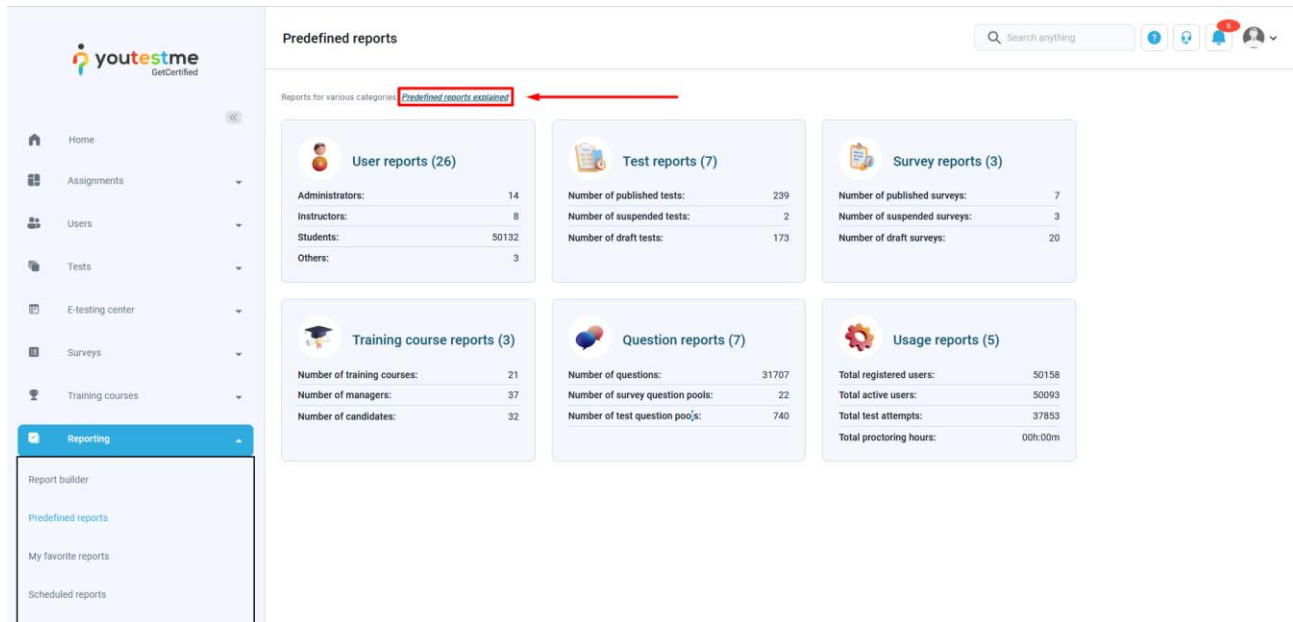 youtestme
GetCertified
Predefined reports
Search anything
?
5
Reports for various categories. Predefined reports explained
Home
Assignments
Users
Tests
E-testing center
Surveys
Training courses
Reporting
Report builder
Predefined reports
My favorite reports
Scheduled reports
User reports (26)
Administrators: 14
Instructors: 8
Students: 50132
Others: 3
Test reports (7)
Number of published tests: 239
Number of suspended tests: 2
Number of draft tests: 173
Survey reports (3)
Number of published surveys: 7
Number of suspended surveys: 3
Number of draft surveys: 20
Training course reports (3)
Number of training courses: 21
Number of managers: 37
Number of candidates: 32
Question reports (7)
Number of questions: 31707
Number of survey question pools: 22
Number of test question pools: 740
Usage reports (5)
Total registered users: 50158
Total active users: 50093
Total test attempts: 37853
Total proctoring hours: 00h:00m